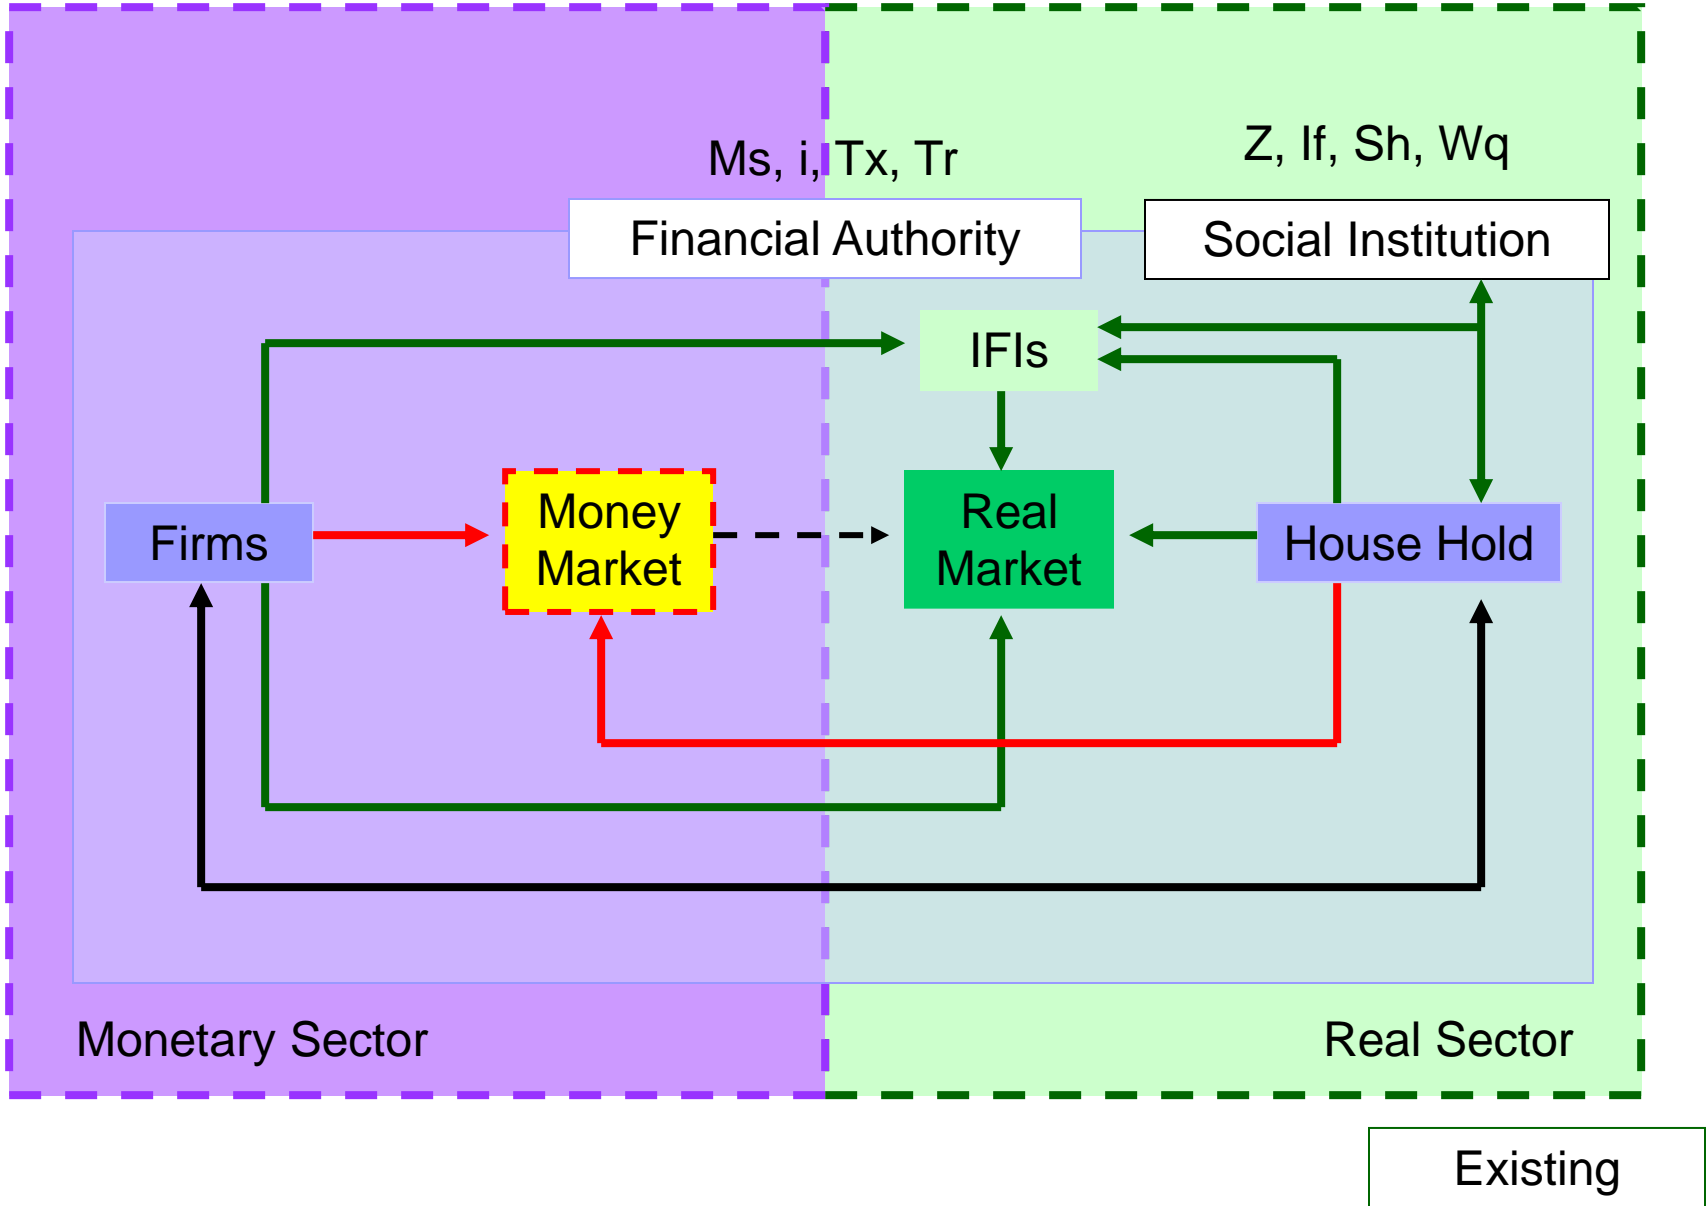 Ms, i, Tx, Tr
Z, If, Sh, Wq
Financial Authority
Social Institution
IFIs
Firms
Money
Market
Real
Market
House Hold
Monetary Sector
Real Sector
Existing